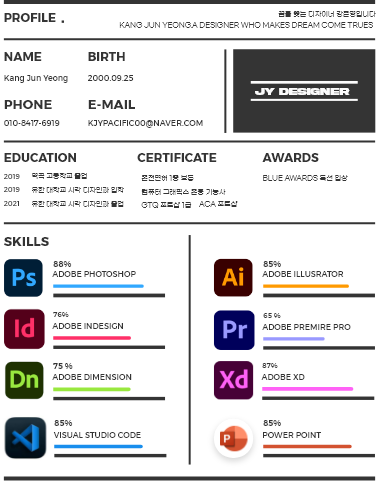 PROFILE .
꿈을 쫓는 디자이너 강준영입니다
KANG JUN YEONG.A DESIGNER WHO MAKES DREAM COME TRUES
NAME
BIRTH
Kang Jun Yeong
2000.09.25
PHONE
E-MAIL
010-8417-6919
KJYPACIFIC00@NAVER.COM
JY DESIGNER
EDUCATION
CERTIFICATE
AWARDS
2019 덕곡 고등학교 졸업
운전면허 1종 보통
BLUE AWARDS 특선 입상
2019 유한 대학교 시각 디자인과 입학
컴퓨터 그래픽스 운용 기능사
2021 유한 대학교 시각 디자인과 졸업
GTQ 포토샵 1급 ACA 포토샵
SKILLS
Ps
88%
ADOBE PHOTOSHOP
Ai
85%
ADOBE ILLUSRATOR
Id
76%
ADOBE INDESIGN
Pr
65 %
ADOBE PREMIRE PRO
Dn
75 %
ADOBE DIMENSION
Xd
87%
ADOBE XD
85%
VISUAL STUDIO CODE
P
85%
POWER POINT